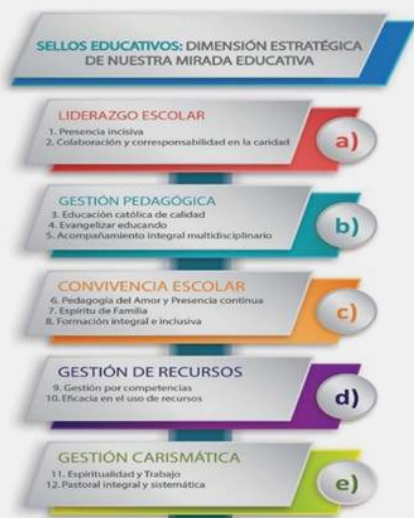 SELLOS EDUCATIVOS: DIMENSIÓN ESTRATÉGICA
DE NUESTRA MIRADA EDUCATIVA
LIDERAZGO ESCOLAR
1. Presencia incisiva
2. Colaboración y corresponsabilidad en la caridad
a)
GESTIÓN PEDAGÓGICA
3. Educación católica de calidad
4. Evangelizar educando
5. Acompañamiento integral multidisciplinario
b)
CONVIVENCIA ESCOLAR
6. Pedagogía del Amor y Presencia continua
7. Espíritu de Familia
8. Formación integral e inclusiva
c)
GESTIÓN DE RECURSOS
9. Gestión por competencias
10. Eficacia en el uso de recursos
d)
GESTIÓN CARISMÁTICA
11. Espiritualidad y Trabajo
12. Pastoral integral y sistemática
e)